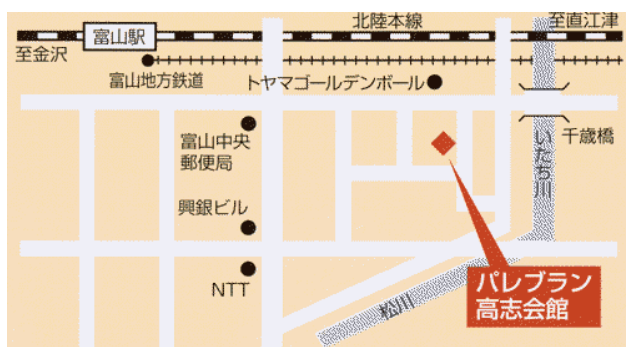 北陸本線
至直江津
富山駅
至金沢
富山地方鉄道
トヤマゴールデンボール
富山中央
郵便局
千歳橋
いたち川
興銀ビル
NTT
松川
パレブラン
高志会館